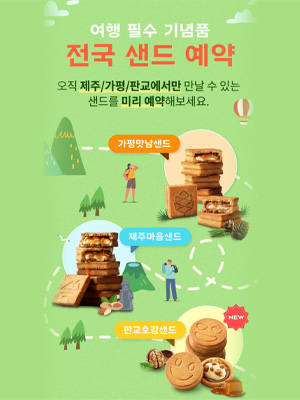 여행 필수 기념품
전국 샌드 예약
오직 제주/가평/판교에서만 만날 수 있는
샌드를 미리 예약해보세요.
가평맛남샌드
제주마음샌드
NEW
판교호감샌드